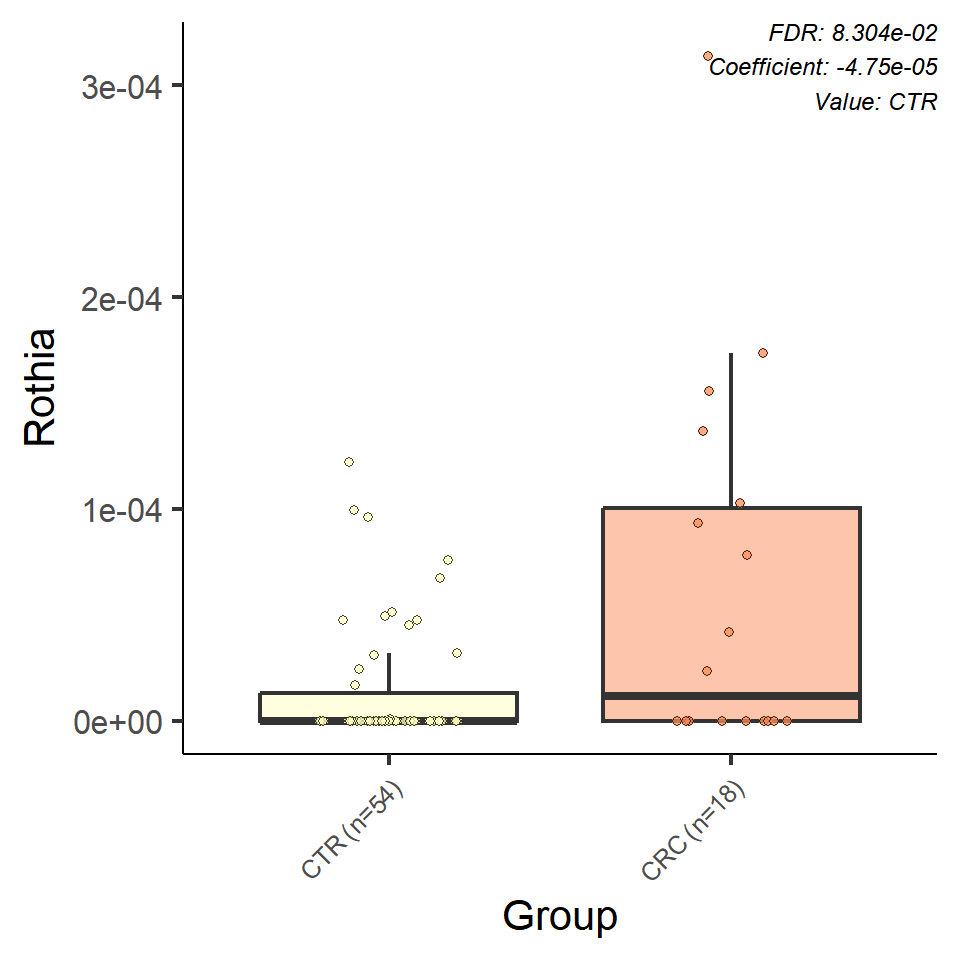 FDR: 8.304e-02
Coefficient: -4.75e-05
Value: CTR
3e-04
2e-04
1e-04
0e+00
Rothia
CTR (n=54)
CRC (n=18)
Group